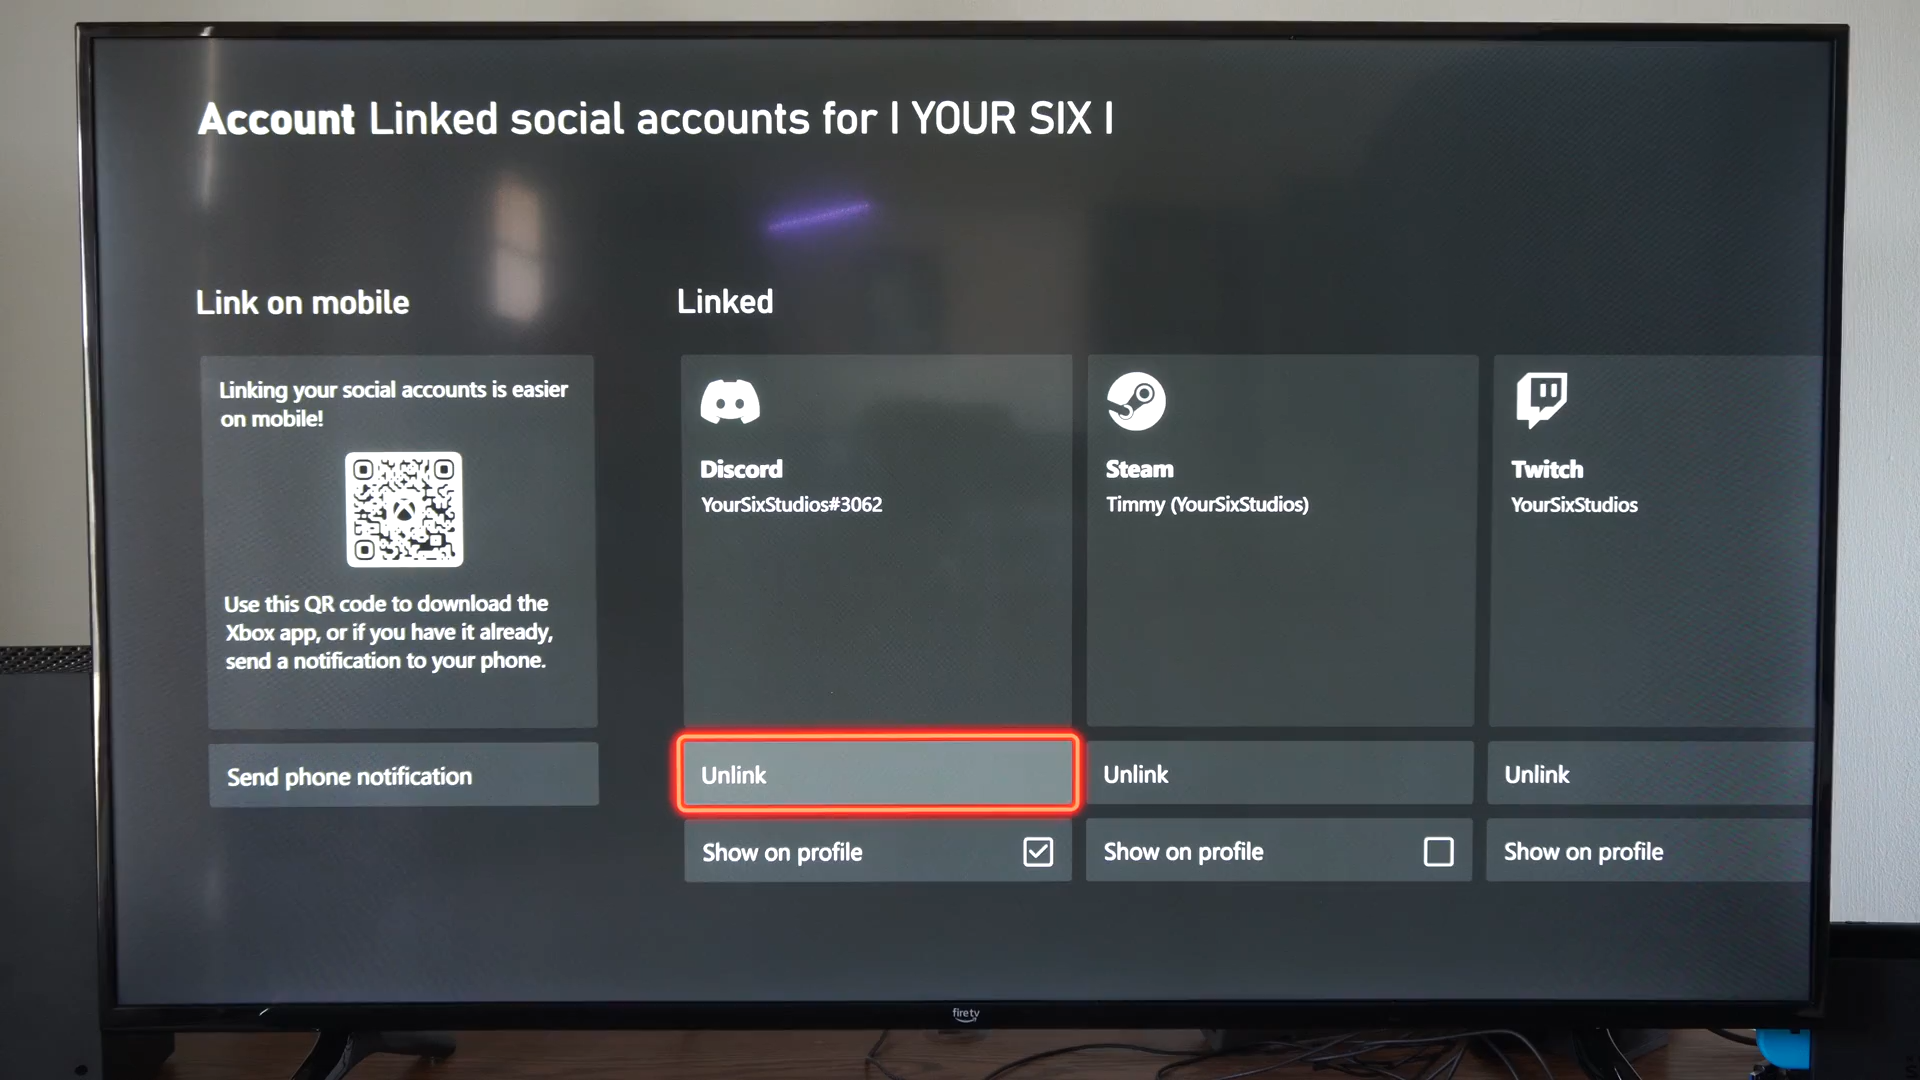 Account Linked social accounts for I YOUR SIX I
Link on mobile
Linking your social accounts is easier
on mobile!
Use this QR code to download the
Xbox app, or if you have it already,
send a notification to your phone.
Send phone notification
Linked
Discord
YourSixStudios#3062
Unlink
Show on profile
Steam
Timmy (YourSixStudios)
Unlink
Show on profile
Twitch
YourSixStudios
Unlink
Show on profile
firetv